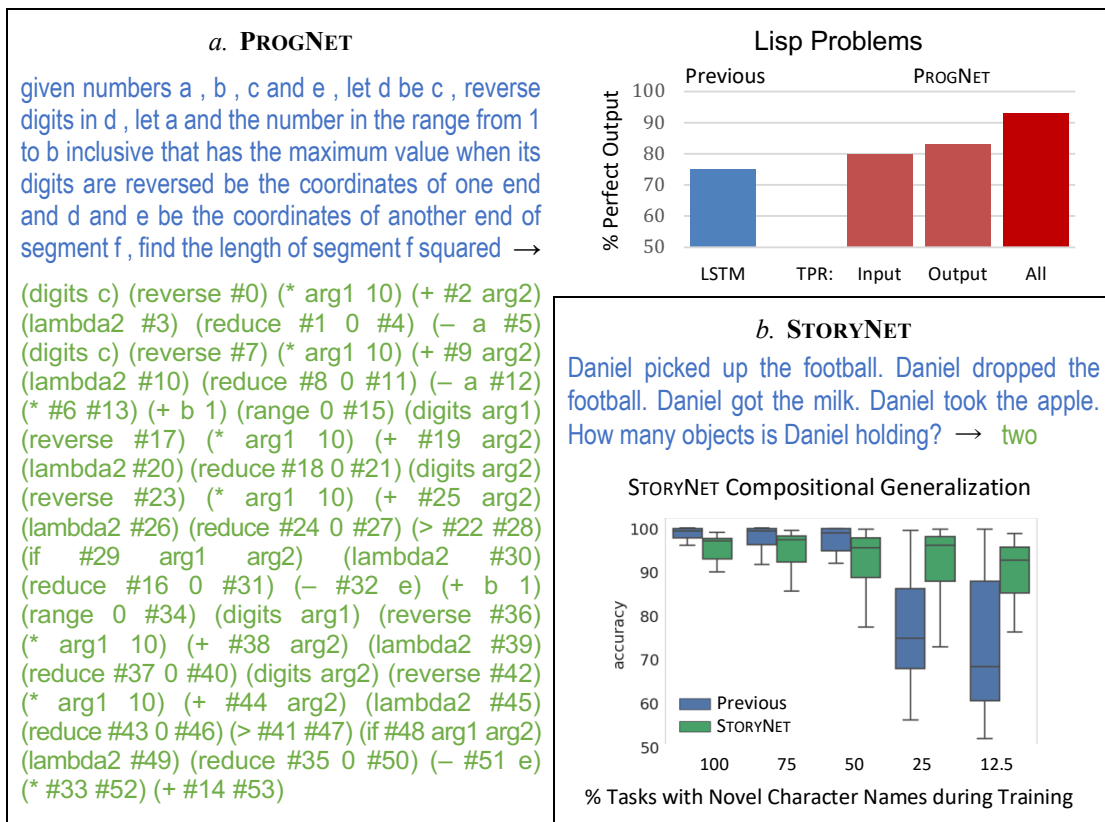 a. PROGNET
given numbers a , b , c and e , let d be c , reverse
digits in d , let a and the number in the range from 1
to b inclusive that has the maximum value when its
digits are reversed be the coordinates of one end
and d and e be the coordinates of another end of
segment f , find the length of segment f squared →
(digits c) (reverse #0) (* arg1 10) (+ #2 arg2)
(lambda2 #3) (reduce #1 0 #4) (– a #5)
(digits c) (reverse #7) (* arg1 10) (+ #9 arg2)
(lambda2 #10) (reduce #8 0 #11) (– a #12)
(* #6 #13) (+ b 1) (range 0 #15) (digits arg1)
(reverse #17) (* arg1 10) (+ #19 arg2)
(lambda2 #20) (reduce #18 0 #21) (digits arg2)
(reverse #23) (* arg1 10) (+ #25 arg2)
(lambda2 #26) (reduce #24 0 #27) (> #22 #28)
(if #29 arg1 arg2) (lambda2 #30)
(reduce #16 0 #31) (– #32 e) (+ b 1)
(range 0 #34) (digits arg1) (reverse #36)
(* arg1 10) (+ #38 arg2) (lambda2 #39)
(reduce #37 0 #40) (digits arg2) (reverse #42)
(* arg1 10) (+ #44 arg2) (lambda2 #45)
(reduce #43 0 #46) (> #41 #47) (if #48 arg1 arg2)
(lambda2 #49) (reduce #35 0 #50) (– #51 e)
(* #33 #52) (+ #14 #53)
Lisp Problems
Previous PROGNET
% Perfect Output
100
90
80
70
60
50
LSTM TPR: Input Output All
b. STORYNET
Daniel picked up the football. Daniel dropped the
football. Daniel got the milk. Daniel took the apple.
How many objects is Daniel holding? → two
STORYNET Compositional Generalization
accuracy
100
90
80
70
60
50
Previous
STORYNET
100 75 50 25 12.5
% Tasks with Novel Character Names during Training